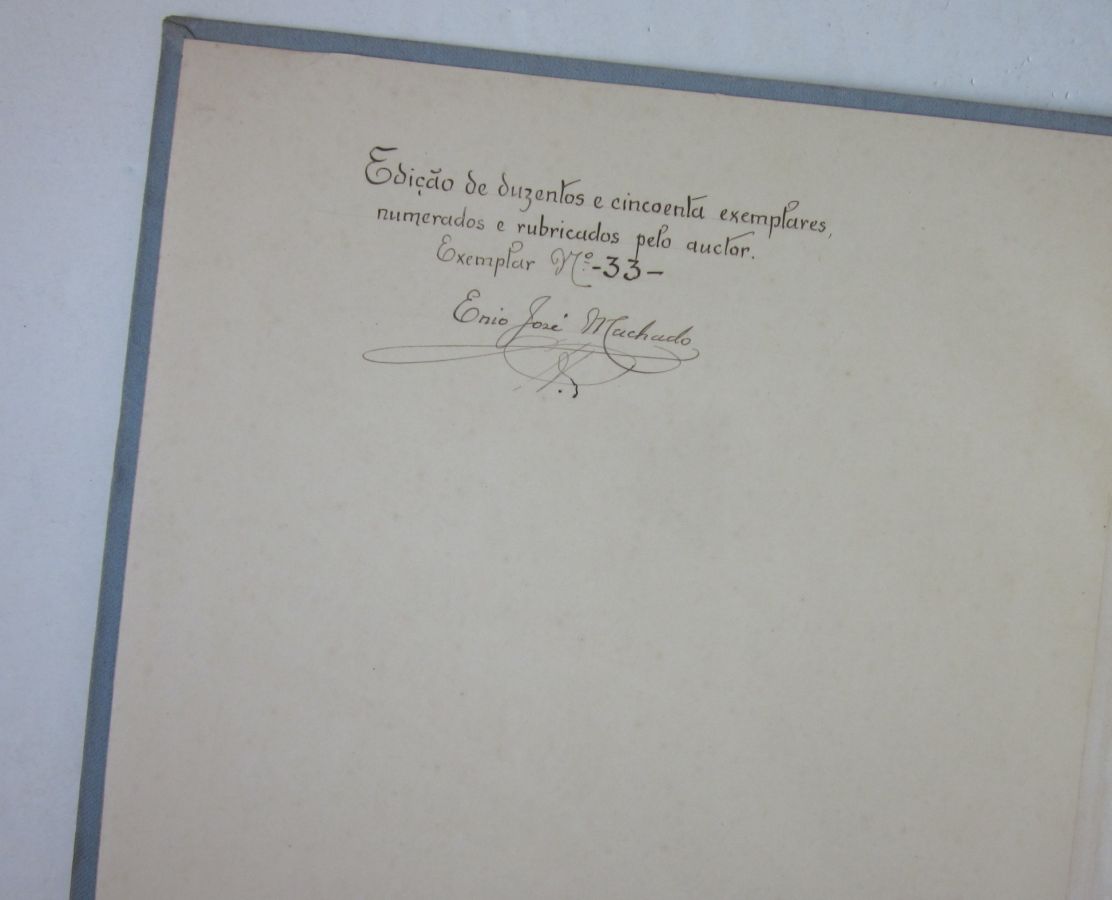 Edição de duzentos e cincoenta exemplares,
numerados e rubricados pelo auctor.
Exemplar Nº -33-
Enio José Machado